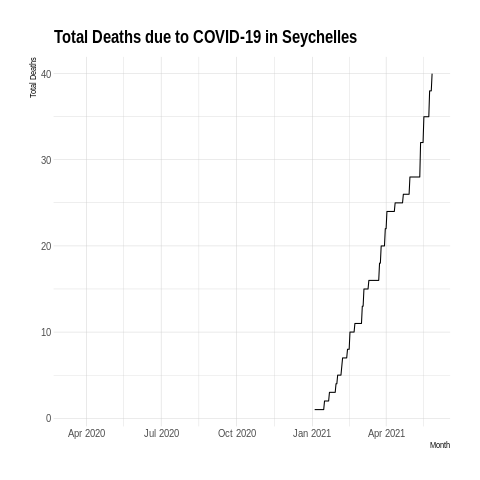 Total Deaths due to COVID-19 in Seychelles
Total Deaths
40
30
20
10
0
Apr 2020 Jul 2020 Oct 2020 Jan 2021 Apr 2021
Month